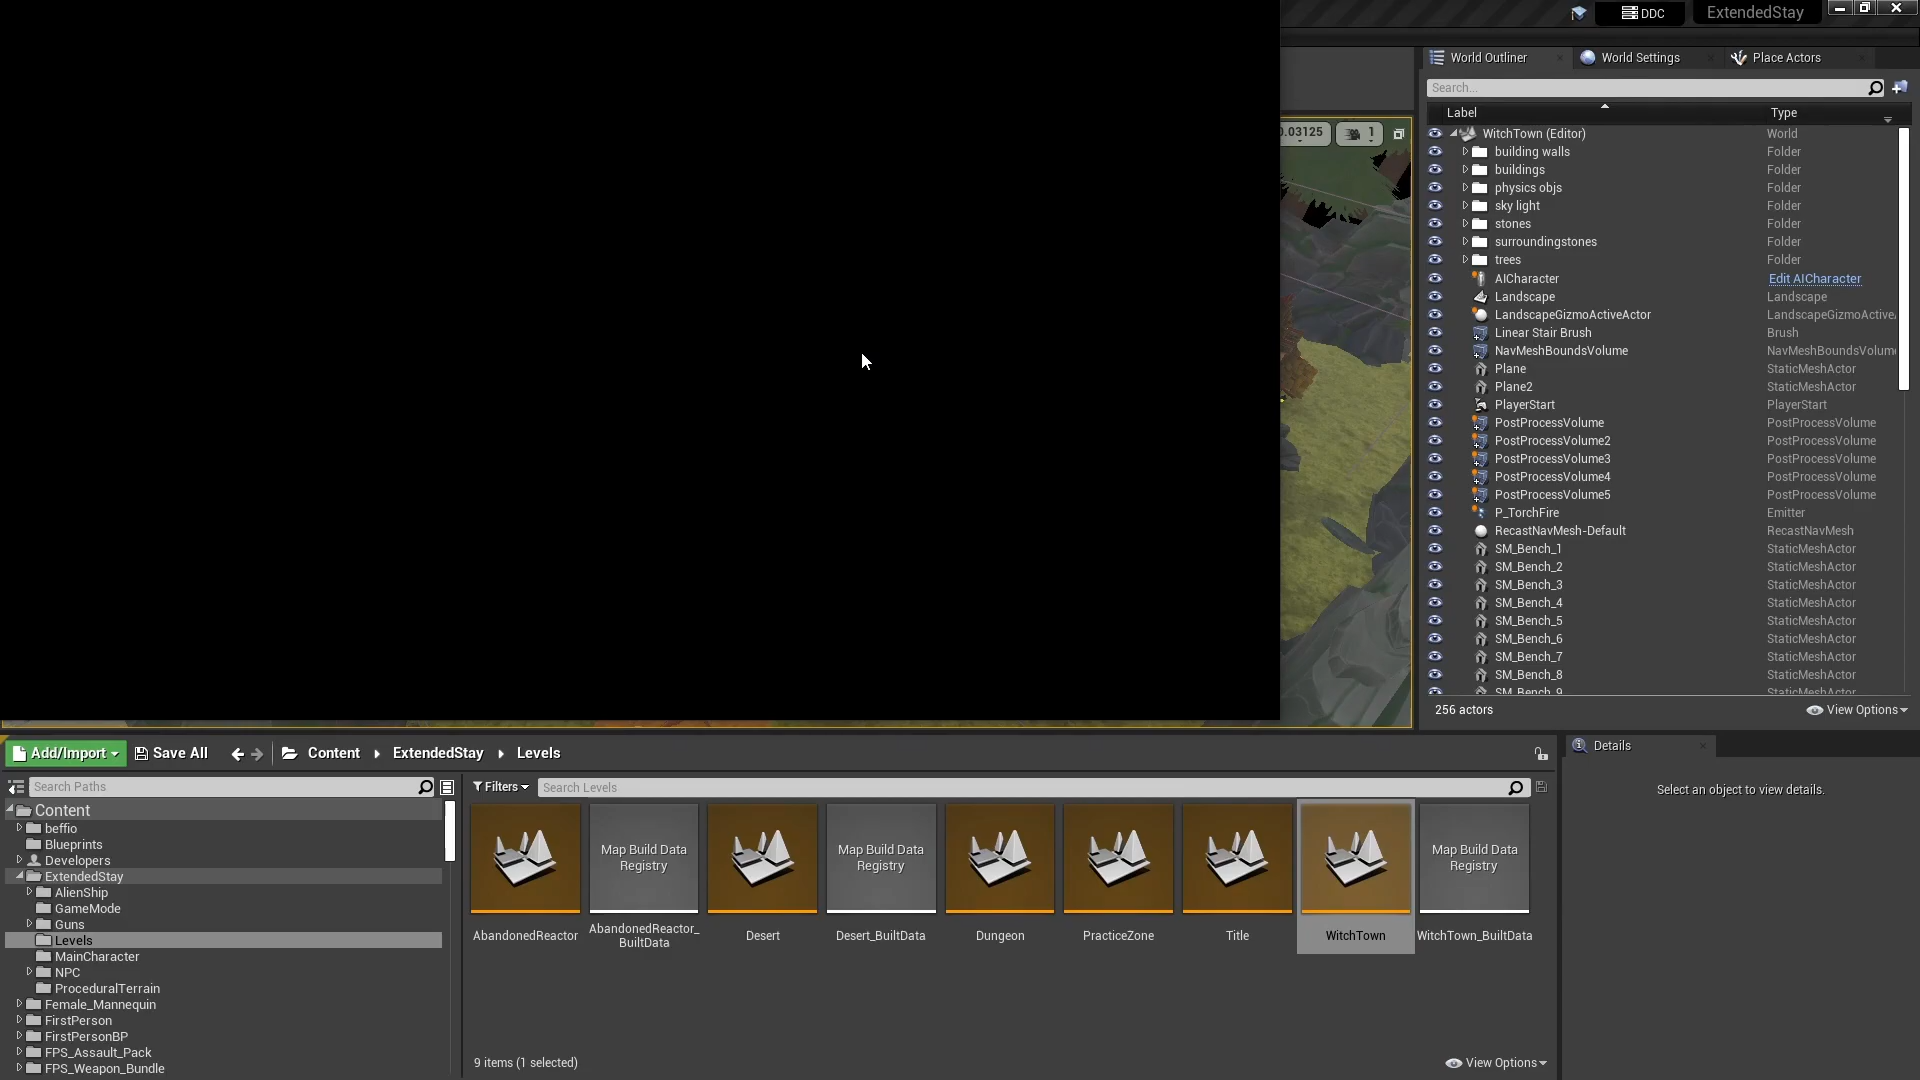 DDC
ExtendedStay
World Outliner
World Settings
Place Actors
Search...
Label
Type
0.03125
1
WitchTown (Editor)
World
building walls
Folder
buildings
Folder
physics objs
Folder
sky light
Folder
stones
Folder
surroundingstones
Folder
trees
Folder
AICharacter
Edit AICharacter
Landscape
Landscape
LandscapeGizmoActiveActor
LandscapeGizmoActive
Linear Stair Brush
Brush
NavMeshBoundsVolume
NavMeshBoundsVolum
Plane
StaticMeshActor
Plane2
StaticMeshActor
PlayerStart
PlayerStart
PostProcessVolume
PostProcessVolume
PostProcessVolume2
PostProcessVolume
PostProcessVolume3
PostProcessVolume
PostProcessVolume4
PostProcessVolume
PostProcessVolume5
PostProcessVolume
P_TorchFire
Emitter
RecastNavMesh-Default
RecastNavMesh
SM_Bench_1
StaticMeshActor
SM_Bench_2
StaticMeshActor
SM_Bench_3
StaticMeshActor
SM_Bench_4
StaticMeshActor
SM_Bench_5
StaticMeshActor
SM_Bench_6
StaticMeshActor
SM_Bench_7
StaticMeshActor
SM_Bench_8
StaticMeshActor
SM_Bench_9
StaticMeshActor
256 actors
View Options
Add/Import
Save All
Content
ExtendedStay
Levels
Details
Select an object to view details.
Search Paths
Content
beffio
Blueprints
Developers
ExtendedStay
AlienShip
GameMode
Guns
Levels
MainCharacter
NPC
ProceduralTerrain
Female_Mannequin
FirstPerson
FirstPersonBP
FPS_Assault_Pack
FPS_Weapon_Bundle
Filters
Search Levels
Map Build Data
Registry
Map Build Data
Registry
Map Build Data
Registry
AbandonedReactor
AbandonedReactor_
BuiltData
Desert
Desert_BuiltData
Dungeon
PracticeZone
Title
WitchTown
WitchTown_BuiltData
9 items (1 selected)
View Options